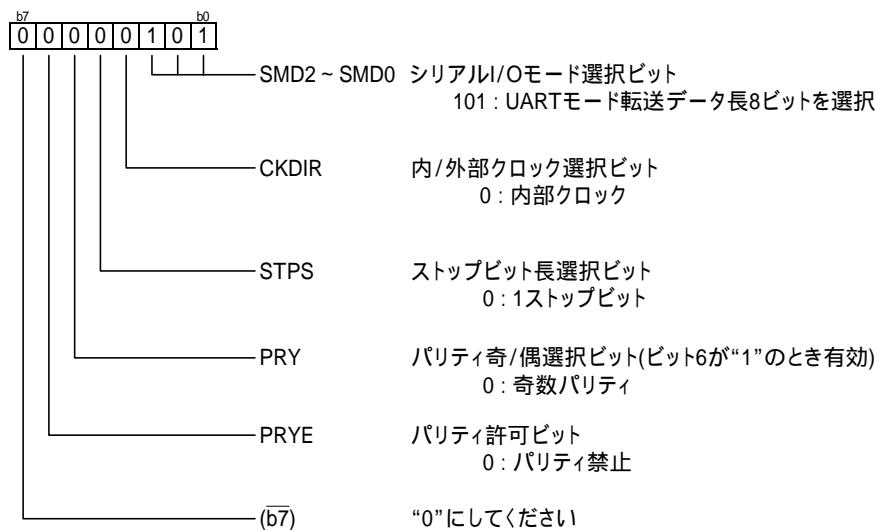 b7 b0
0 0 0 0 0 1 0 1
SMD2 ~ SMD0 シリアルI/Oモード選択ビット
101 : UARTモード転送データ長8ビットを選択
CKDIR 内/外部クロック選択ビット
0 : 内部クロック
STPS ストップビット長選択ビット
0 : 1ストップビット
PRY パリティ奇/偶選択ビット(ビット6が“1”のとき有効)
0 : 奇数パリティ
PRYE パリティ許可ビット
0 : パリティ禁止
(b7) “0”にしてください